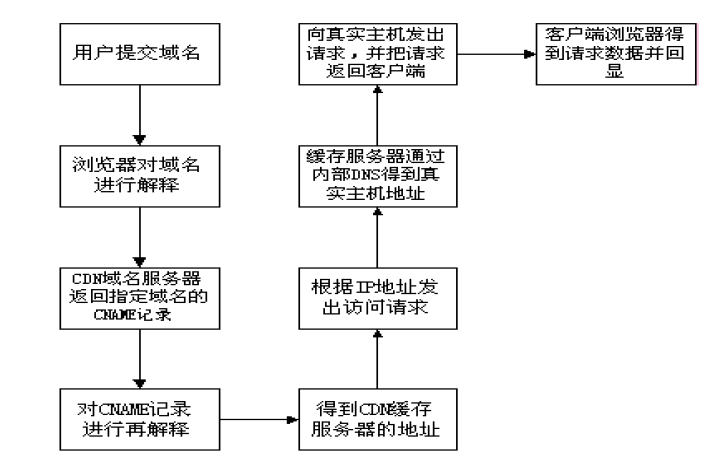 用户提交域名
浏览器对域名
进行解释
CDN域名服务器
返回指定域名的
CNAME记录
对CNAME记录
进行再解释
得到CDN缓存
服务器的地址
根据IP地址发
出访问请求
缓存服务器通过
内部DNS得到真
实主机地址
向真实主机发出
请求，并把请求
返回客户端
客户端浏览器得
到请求数据并回
显